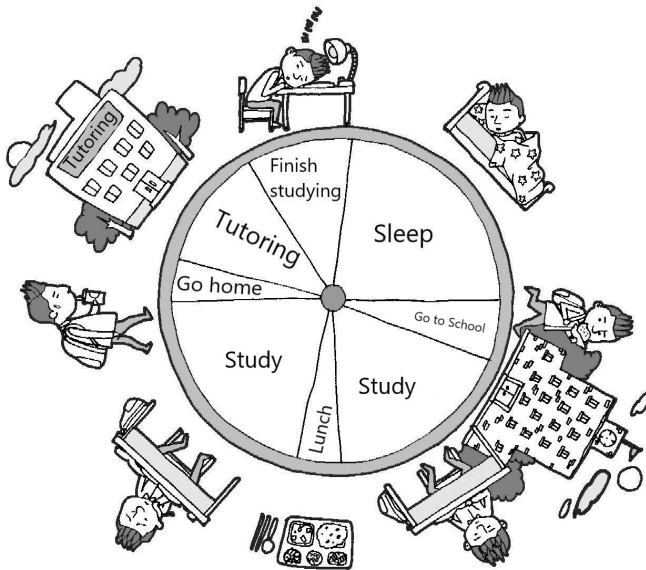 Tutoring
Finish
studying
Sleep
Tutoring
Go home
Go to School
Study
Study
Lunch